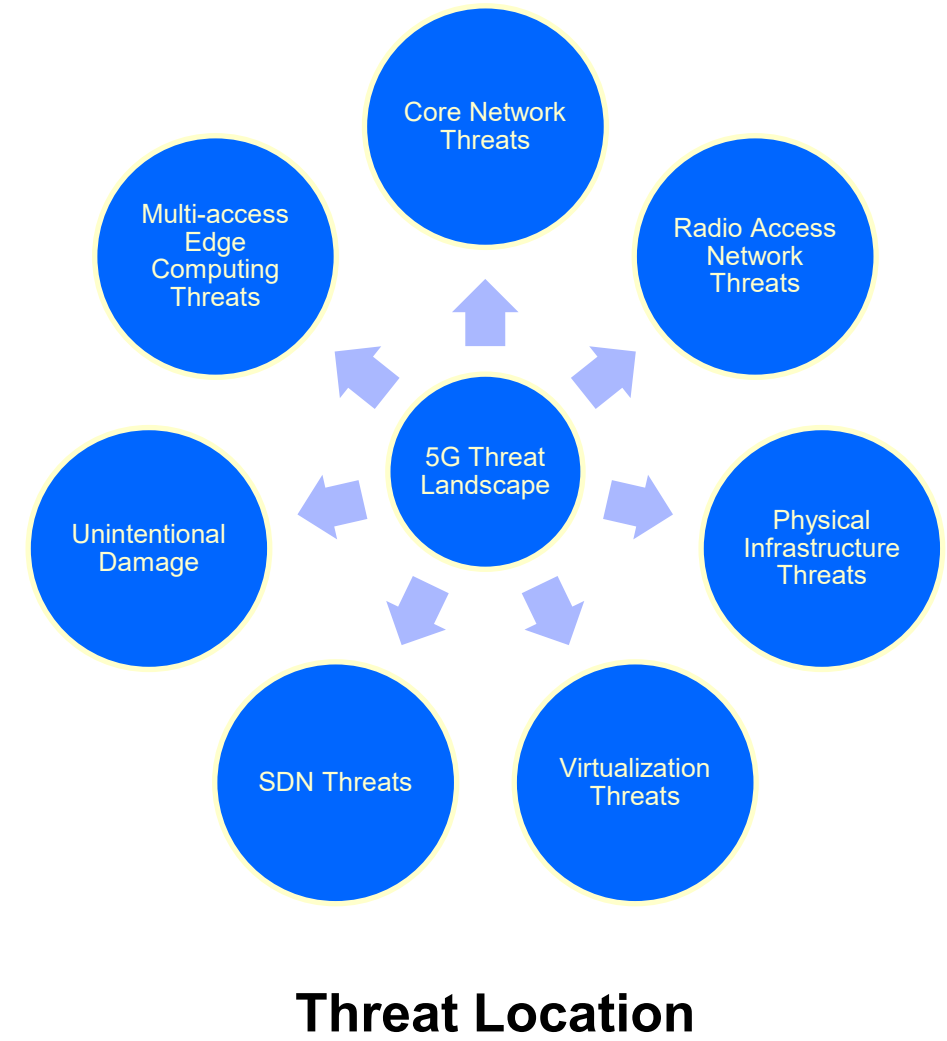 Core Network
Threats
Radio Access
Network
Threats
Physical
Infrastructure
Threats
Virtualization
Threats
SDN Threats
Unintentional
Damage
Multi-access
Edge
Computing
Threats
5G Threat
Landscape
Threat Location